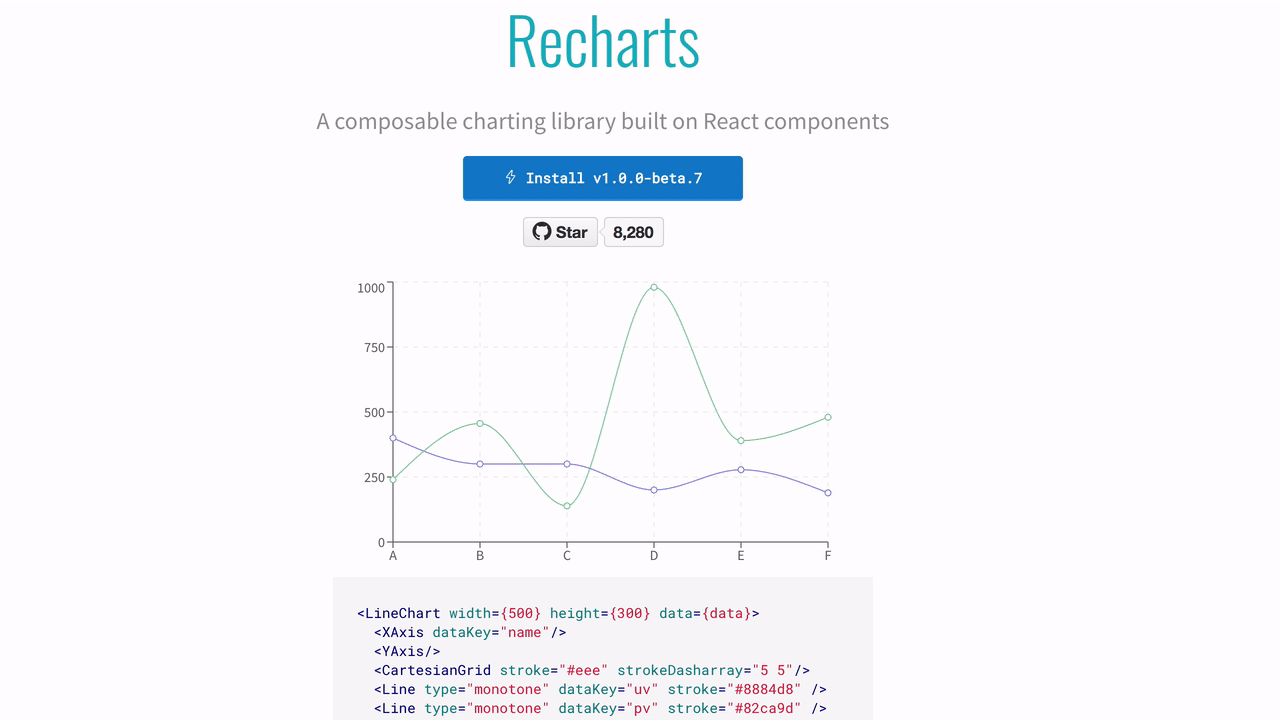 Recharts
A composable charting library built on React components
Install v1.0.0-beta.7
Star 8,280
1000
750
500
250
0
A B C D E F
<LineChart width={500} height={300} data={data}>
  <XAxis dataKey="name"/>
  <YAxis/>
  <CartesianGrid stroke="#eee" strokeDasharray="5 5"/>
  <Line type="monotone" dataKey="uv" stroke="#8884d8" />
  <Line type="monotone" dataKey="pv" stroke="#82ca9d" />